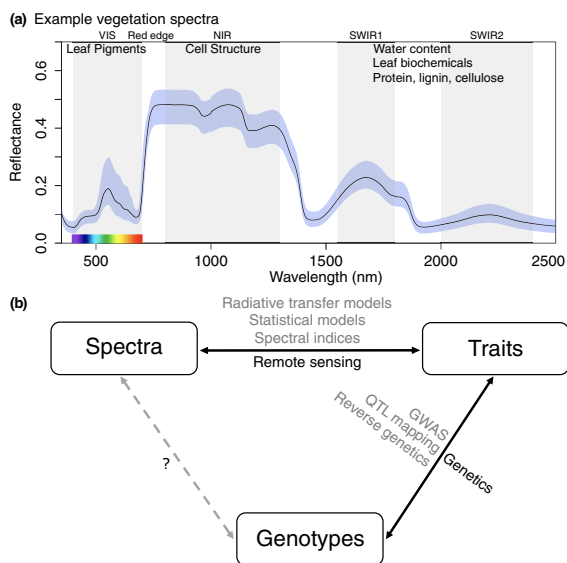 (a) Example vegetation spectra
VIS Red edge NIR SWIR1 SWIR2
Leaf Pigments Cell Structure Water content
Leaf biochemicals
Protein, lignin, cellulose
0.6
0.4
0.2
0.0
Reflectance
500 1000 1500 2000 2500
Wavelength (nm)
(b)
Radiative transfer models
Statistical models
Spectral indices
Spectra
Remote sensing
Traits
GWAS
QTL mapping
Reverse genetics
Genetics
?
Genotypes